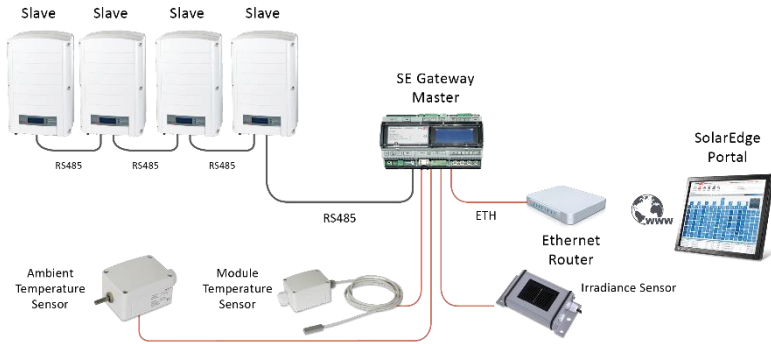 Slave
Slave
Slave
Slave
SE Gateway
Master
SolarEdge
Portal
RS485
RS485
RS485
RS485
ETH
WWW
Ethernet
Router
Ambient
Temperature
Sensor
Module
Temperature
Sensor
Irradiance Sensor